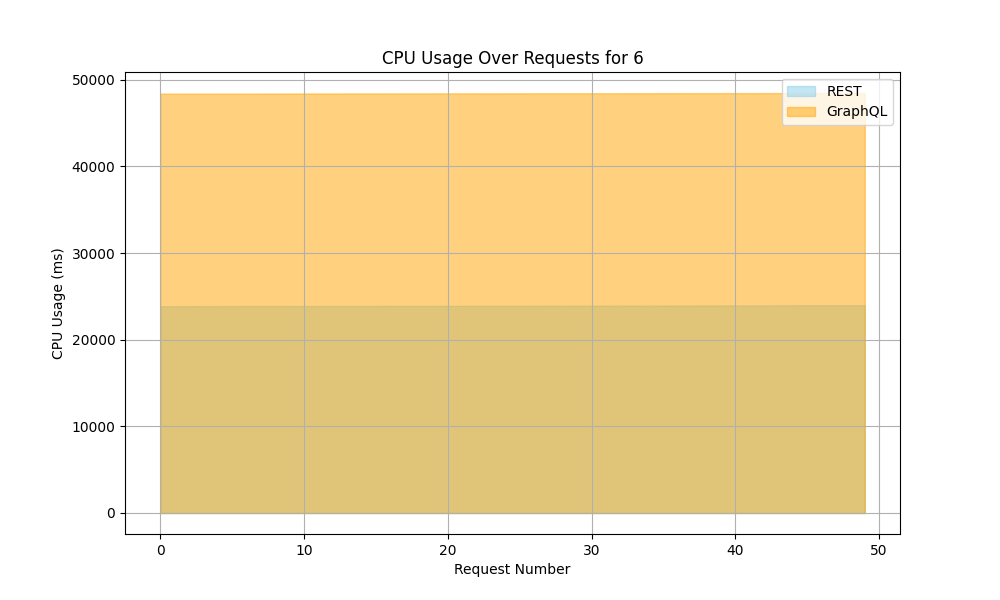 CPU Usage Over Requests for 6
REST
GraphQL
50000
40000
30000
20000
10000
0
CPU Usage (ms)
0 10 20 30 40 50
Request Number